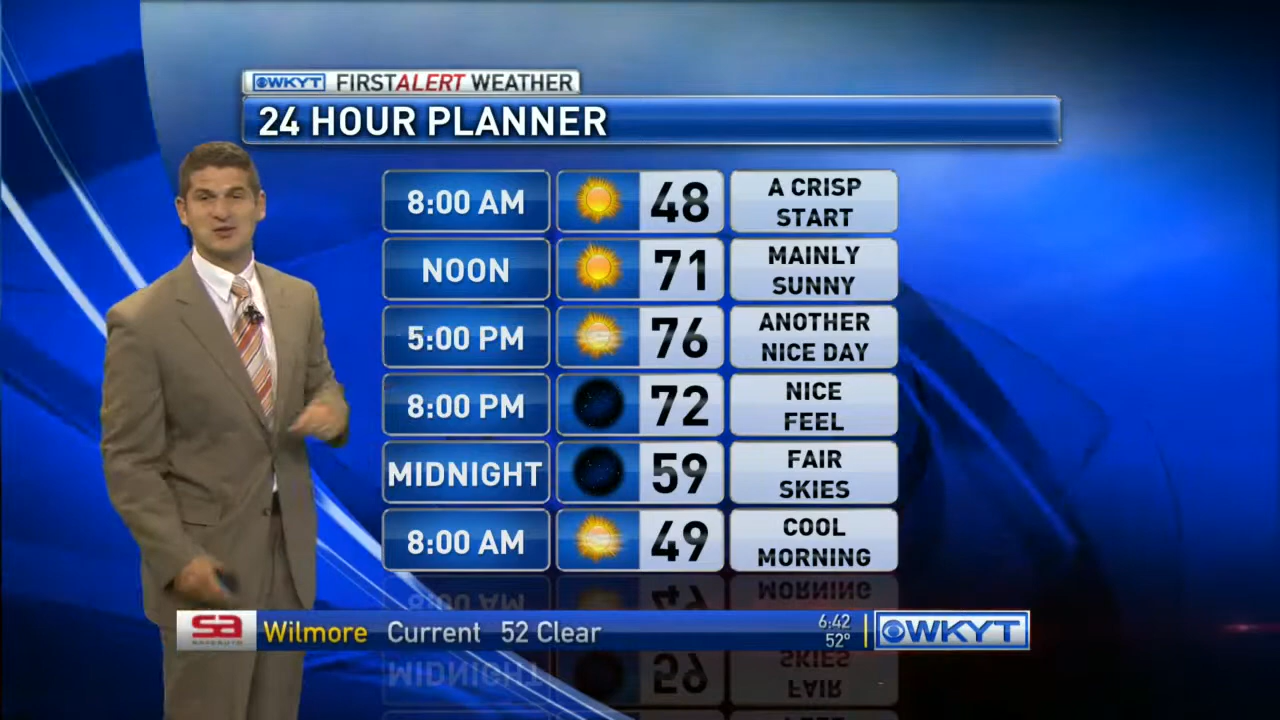 WKYT FIRSTALERT WEATHER
24 HOUR PLANNER
8:00 AM 48 A CRISP START
NOON 71 MAINLY SUNNY
5:00 PM 76 ANOTHER NICE DAY
8:00 PM 72 NICE FEEL
MIDNIGHT 59 FAIR SKIES
8:00 AM 49 COOL MORNING
sa Wilmore Current 52 Clear 6:42 52° WKYT